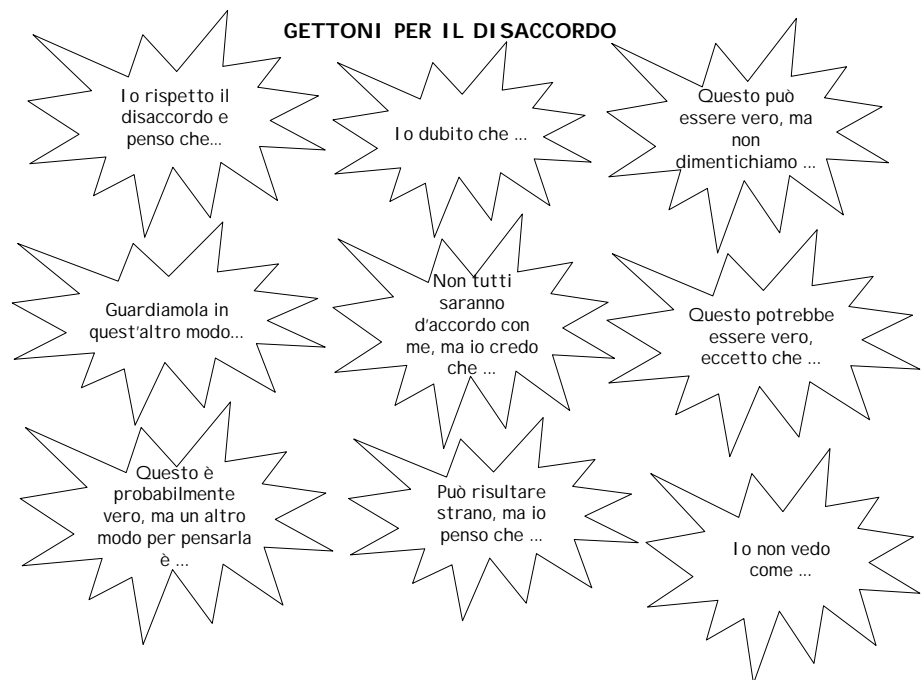 GETTONI PER IL DISACCORDO
Io rispetto il
disaccordo e
penso che...
Io dubito che ...
Questo può
essere vero, ma
non
dimentichiamo ...
Guardiamola in
quest'altro modo...
Non tutti
saranno
d'accordo con
me, ma io credo
che ...
Questo potrebbe
essere vero,
eccetto che ...
Questo è
probabilmente
vero, ma un altro
modo per pensarla
è ...
Può risultare
strano, ma io
penso che ...
Io non vedo
come ...